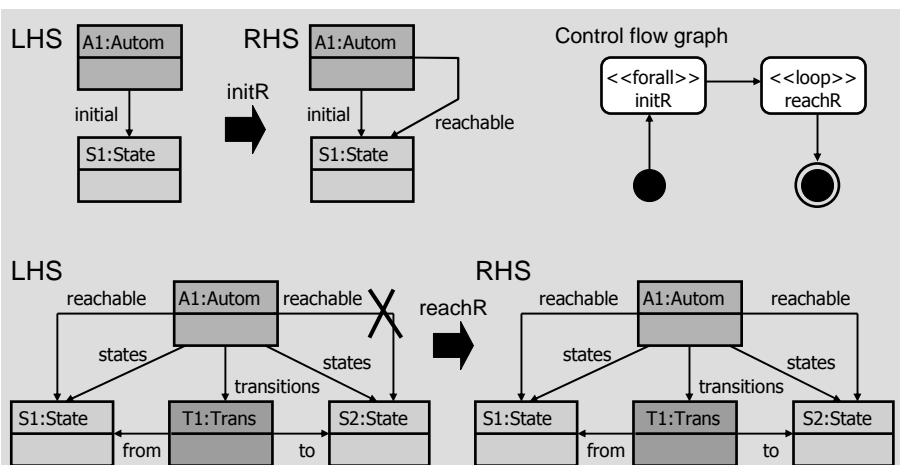 LHS
A1:Autom
initial
S1:State
initR
RHS
A1:Autom
initial
reachable
S1:State
Control flow graph
<<forall>>
initR
<<loop>>
reachR
LHS
reachable
A1:Autom
reachable
states
states
transitions
S1:State
T1:Trans
S2:State
from
to
reachR
RHS
reachable
A1:Autom
reachable
states
states
transitions
S1:State
T1:Trans
S2:State
from
to